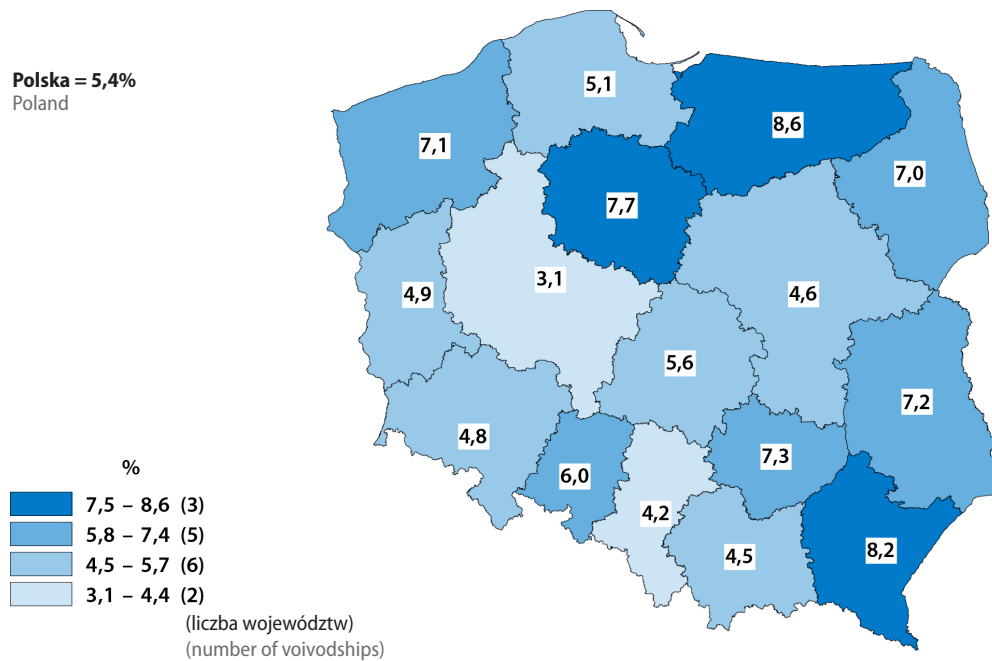 Polska = 5,4%
Poland
5,1
8,6
7,1
7,0
7,7
3,1
4,9
4,6
5,6
7,2
4,8
7,3
6,0
4,2
4,5
8,2
%
7,5 – 8,6 (3)
5,8 – 7,4 (5)
4,5 – 5,7 (6)
3,1 – 4,4 (2)
(liczba województw)
(number of voivodships)